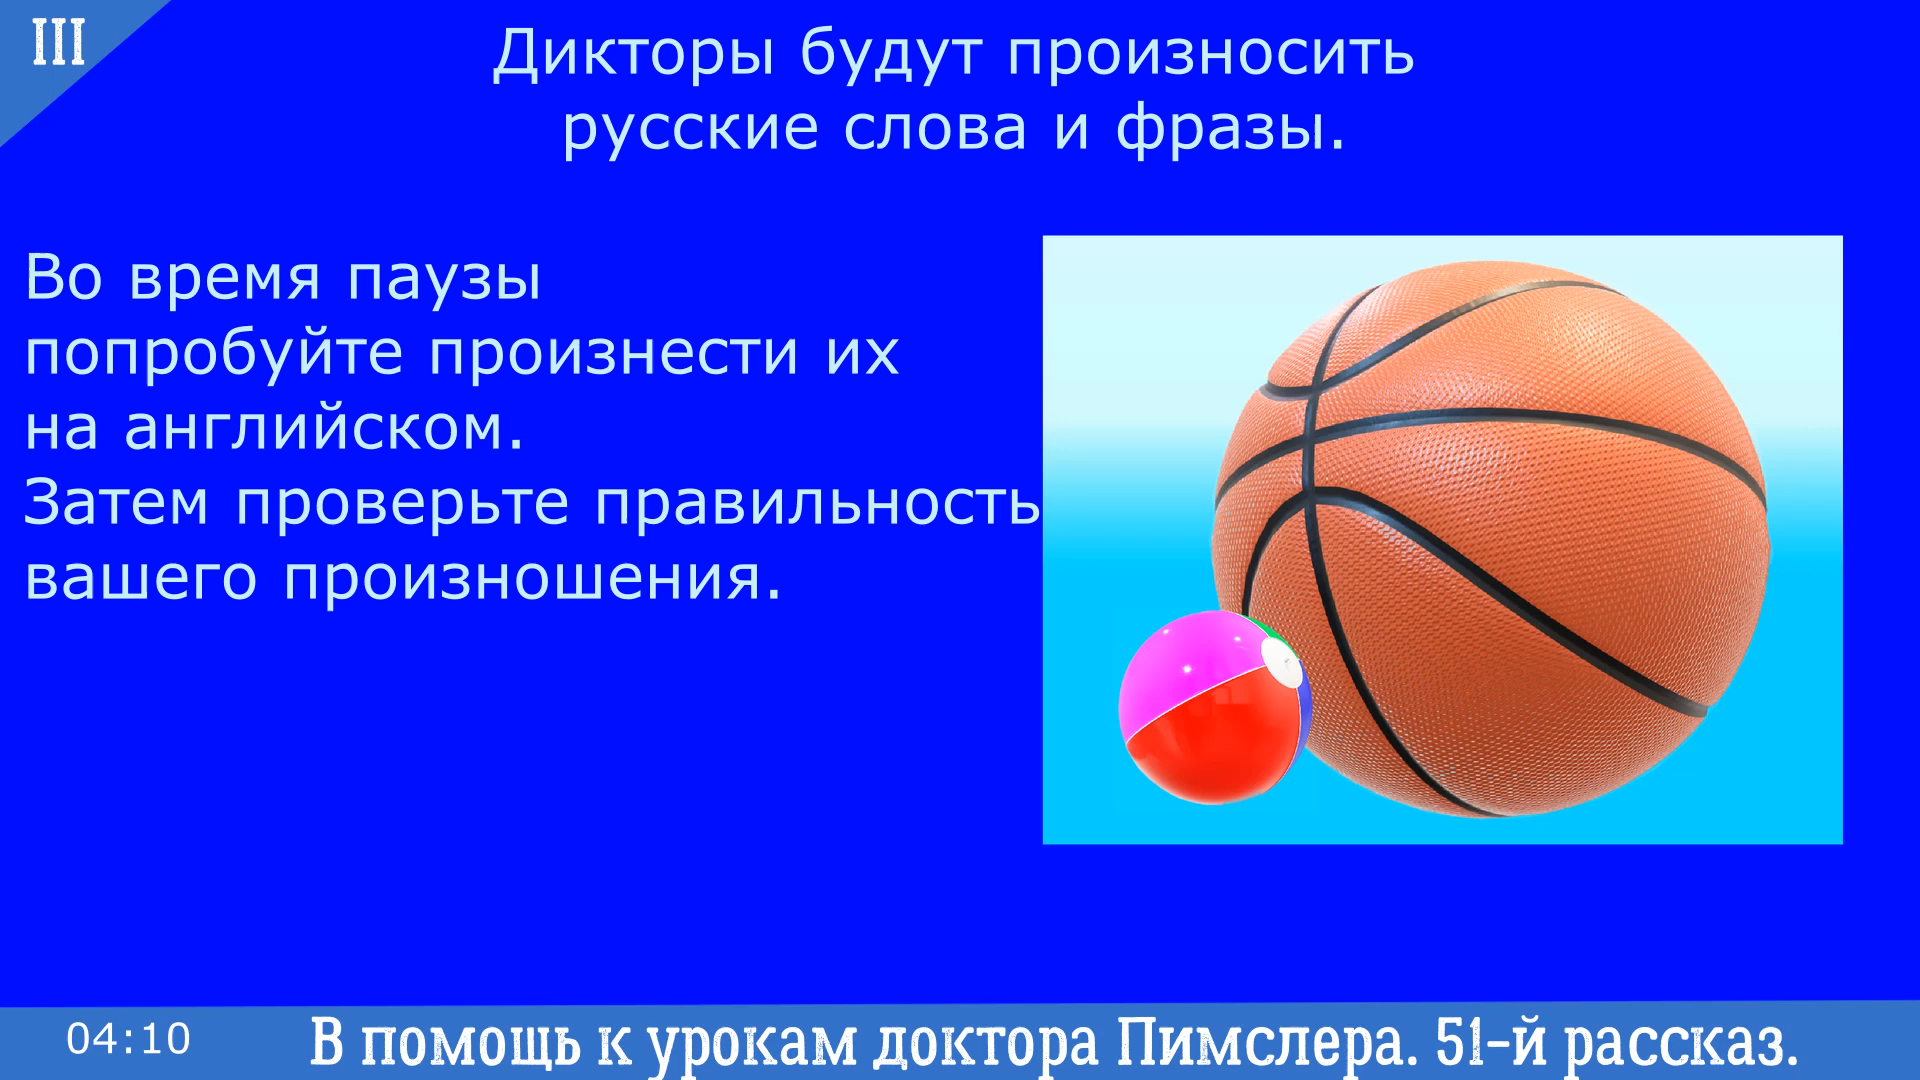 III
Дикторы будут произносить
русские слова и фразы.
Во время паузы
попробуйте произнести их
на английском.
Затем проверьте правильность
вашего произношения.
04:10
В помощь к урокам доктора Пимслера. 51-й рассказ.